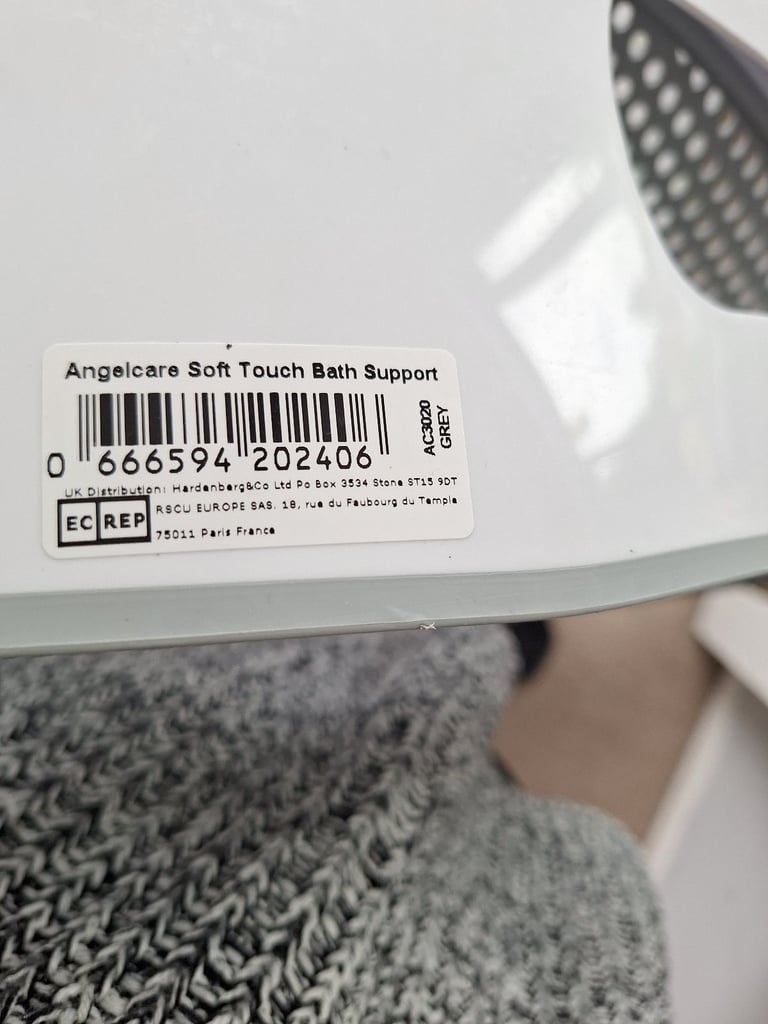 Angelcare Soft Touch Bath Support
AC3020
GREY
0 666594 202406
UK Distribution: Hardenberg&Co Ltd Po Box 3534 Stone ST15 9DT
EC REP
RSCU EUROPE SAS. 18, rue du Faubourg du Temple
75011 Paris France